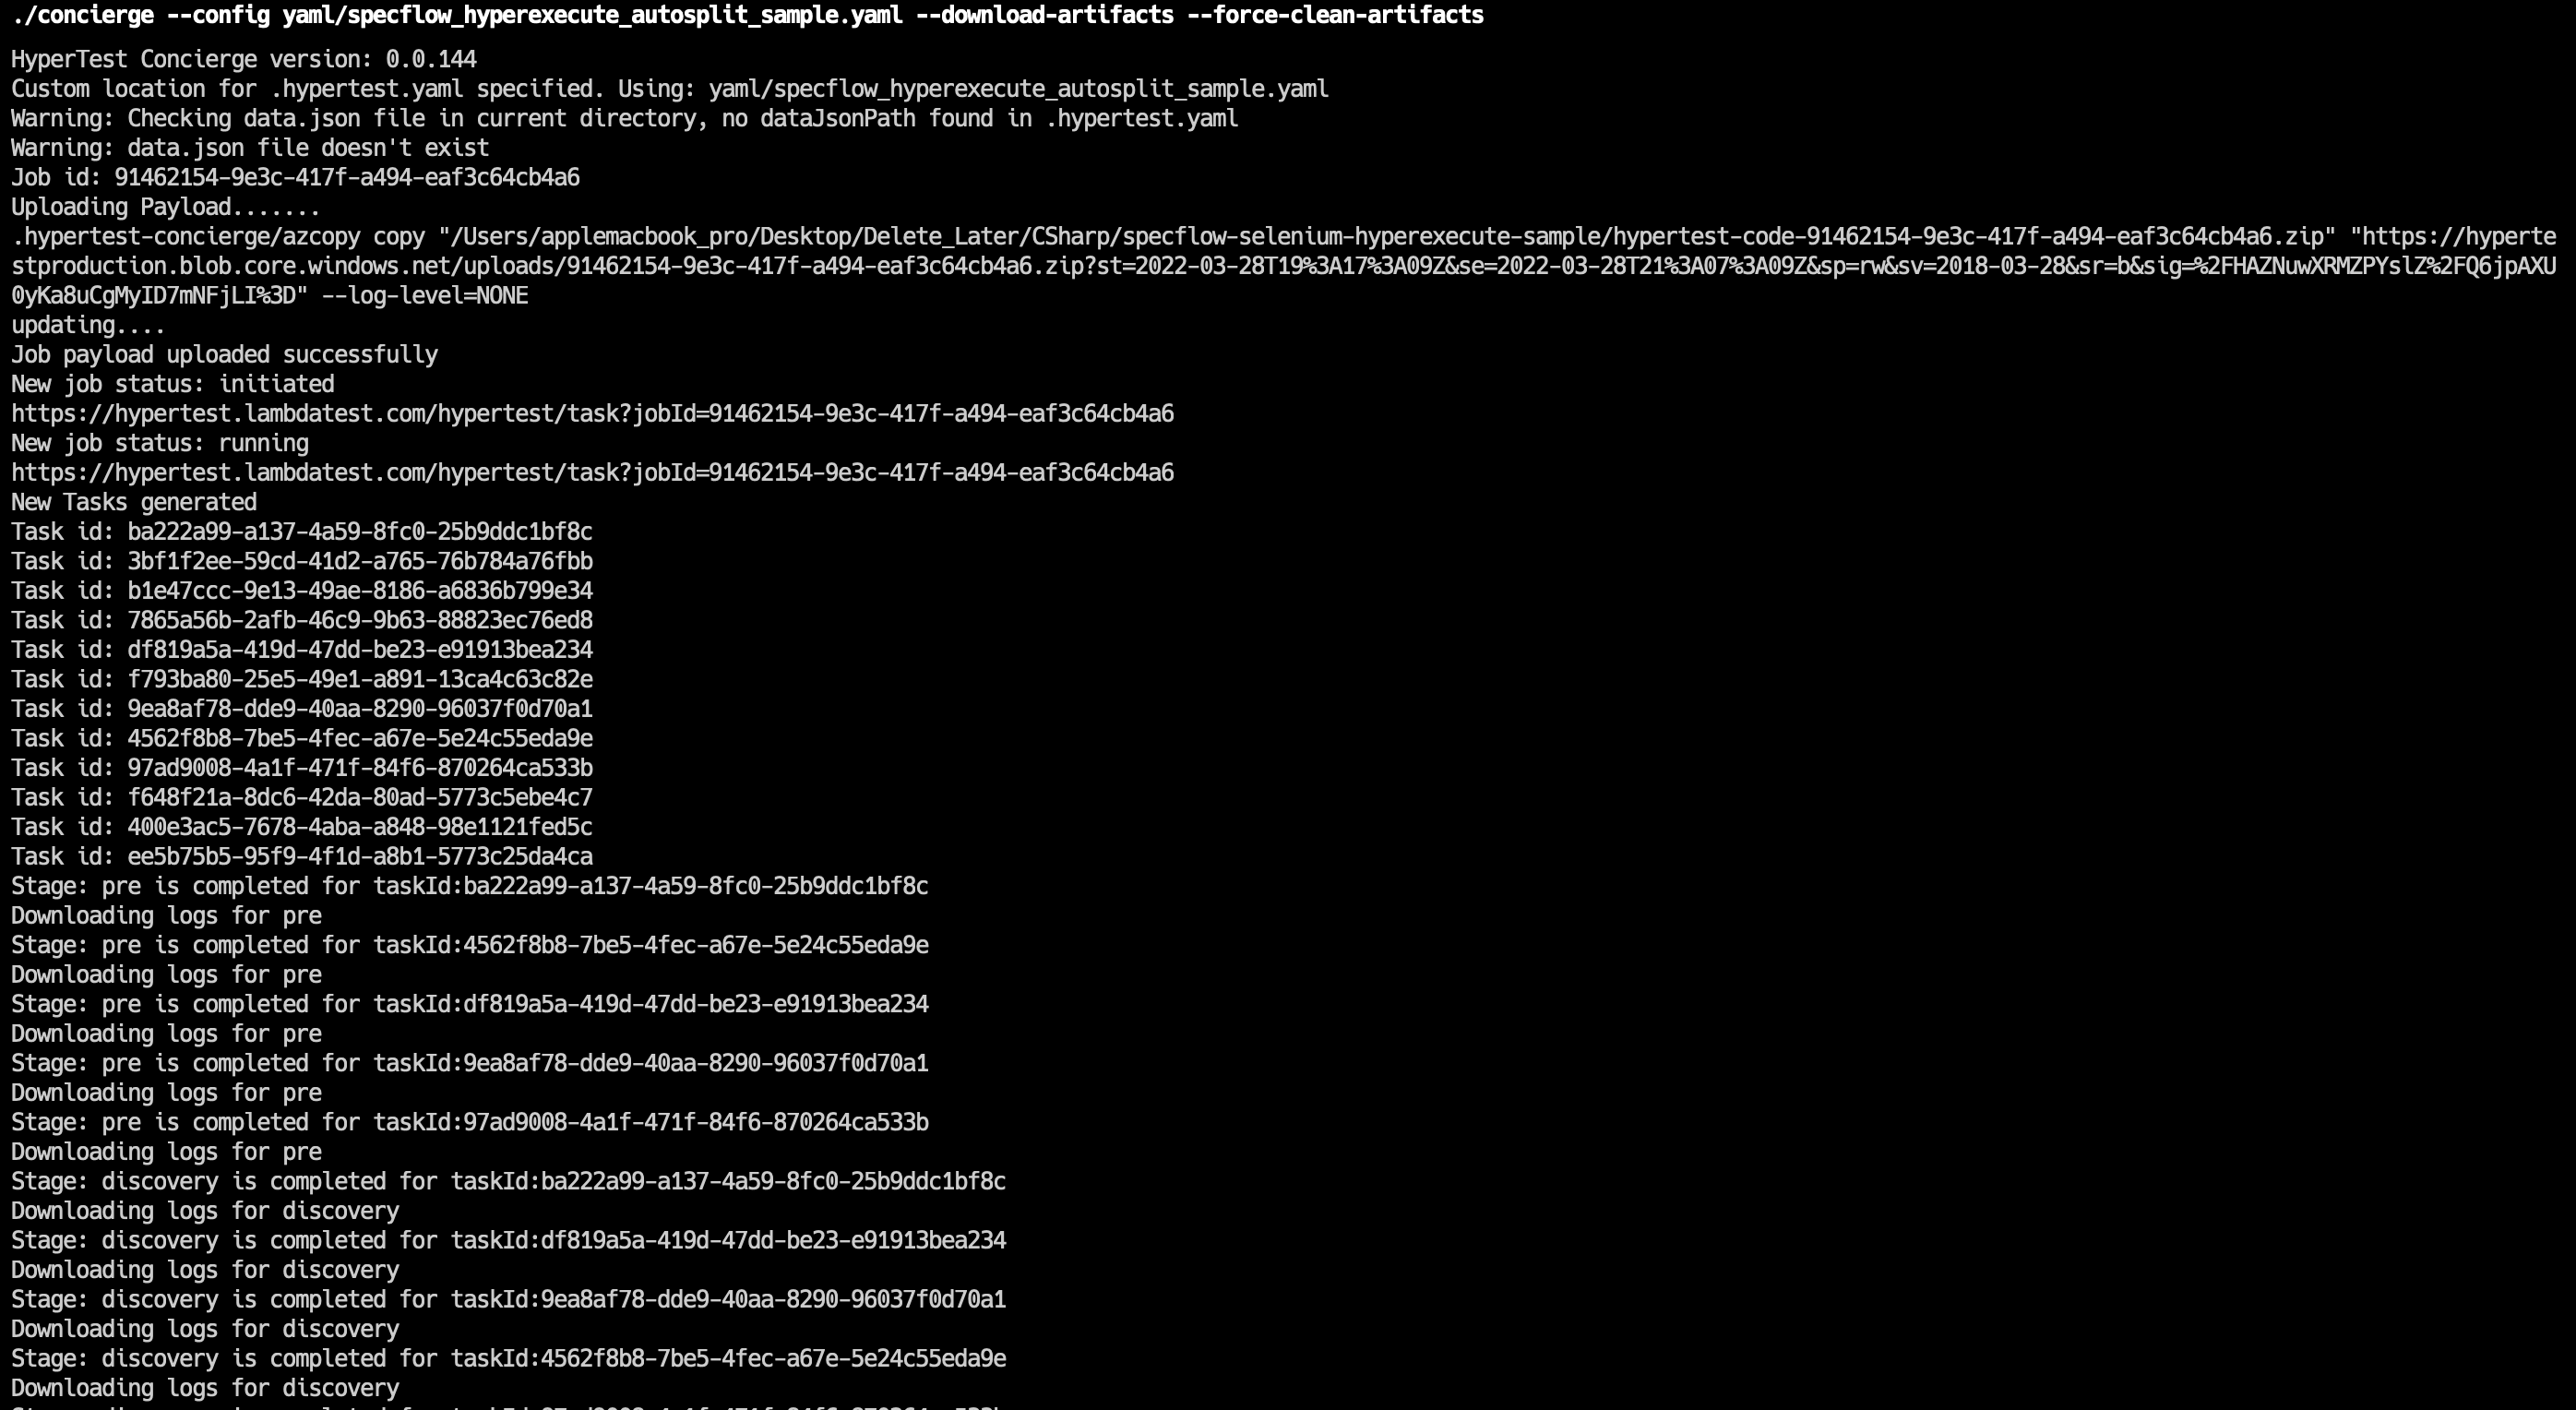 ./concierge --config yaml/specflow_hyperexecute_autosplit_sample.yaml --download-artifacts --force-clean-artifacts
HyperTest Concierge version: 0.0.144
Custom location for .hypertest.yaml specified. Using: yaml/specflow_hyperexecute_autosplit_sample.yaml
Warning: Checking data.json file in current directory, no dataJsonPath found in .hypertest.yaml
Warning: data.json file doesn't exist
Job id: 91462154-9e3c-417f-a494-eaf3c64cb4a6
Uploading Payload.......
.hypertest-concierge/azcopy copy "/Users/applemacbook_pro/Desktop/Delete_Later/CSharp/specflow-selenium-hyperexecute-sample/hypertest-code-91462154-9e3c-417f-a494-eaf3c64cb4a6.zip" "https://hyperte
stproduction.blob.core.windows.net/uploads/91462154-9e3c-417f-a494-eaf3c64cb4a6.zip?st=2022-03-28T19%3A17%3A09Z&se=2022-03-28T21%3A07%3A09Z&sp=rw&sv=2018-03-28&sr=b&sig=%2FHAZNuwXRMZPYslZ%2FQ6jpAXU
0yKa8uCgMyID7mNFjLI%3D" --log-level=NONE
updating....
Job payload uploaded successfully
New job status: initiated
https://hypertest.lambdatest.com/hypertest/task?jobId=91462154-9e3c-417f-a494-eaf3c64cb4a6
New job status: running
https://hypertest.lambdatest.com/hypertest/task?jobId=91462154-9e3c-417f-a494-eaf3c64cb4a6
New Tasks generated
Task id: ba222a99-a137-4a59-8fc0-25b9ddc1bf8c
Task id: 3bf1f2ee-59cd-41d2-a765-76b784a76fbb
Task id: b1e47ccc-9e13-49ae-8186-a6836b799e34
Task id: 7865a56b-2afb-46c9-9b63-88823ec76ed8
Task id: df819a5a-419d-47dd-be23-e91913bea234
Task id: f793ba80-25e5-49e1-a891-13ca4c63c82e
Task id: 9ea8af78-dde9-40aa-8290-96037f0d70a1
Task id: 4562f8b8-7be5-4fec-a67e-5e24c55eda9e
Task id: 97ad9008-4a1f-471f-84f6-870264ca533b
Task id: f648f21a-8dc6-42da-80ad-5773c5ebe4c7
Task id: 400e3ac5-7678-4aba-a848-98e1121fed5c
Task id: ee5b75b5-95f9-4f1d-a8b1-5773c25da4ca
Stage: pre is completed for taskId:ba222a99-a137-4a59-8fc0-25b9ddc1bf8c
Downloading logs for pre
Stage: pre is completed for taskId:4562f8b8-7be5-4fec-a67e-5e24c55eda9e
Downloading logs for pre
Stage: pre is completed for taskId:df819a5a-419d-47dd-be23-e91913bea234
Downloading logs for pre
Stage: pre is completed for taskId:9ea8af78-dde9-40aa-8290-96037f0d70a1
Downloading logs for pre
Stage: pre is completed for taskId:97ad9008-4a1f-471f-84f6-870264ca533b
Downloading logs for pre
Stage: discovery is completed for taskId:ba222a99-a137-4a59-8fc0-25b9ddc1bf8c
Downloading logs for discovery
Stage: discovery is completed for taskId:df819a5a-419d-47dd-be23-e91913bea234
Downloading logs for discovery
Stage: discovery is completed for taskId:9ea8af78-dde9-40aa-8290-96037f0d70a1
Downloading logs for discovery
Stage: discovery is completed for taskId:4562f8b8-7be5-4fec-a67e-5e24c55eda9e
Downloading logs for discovery